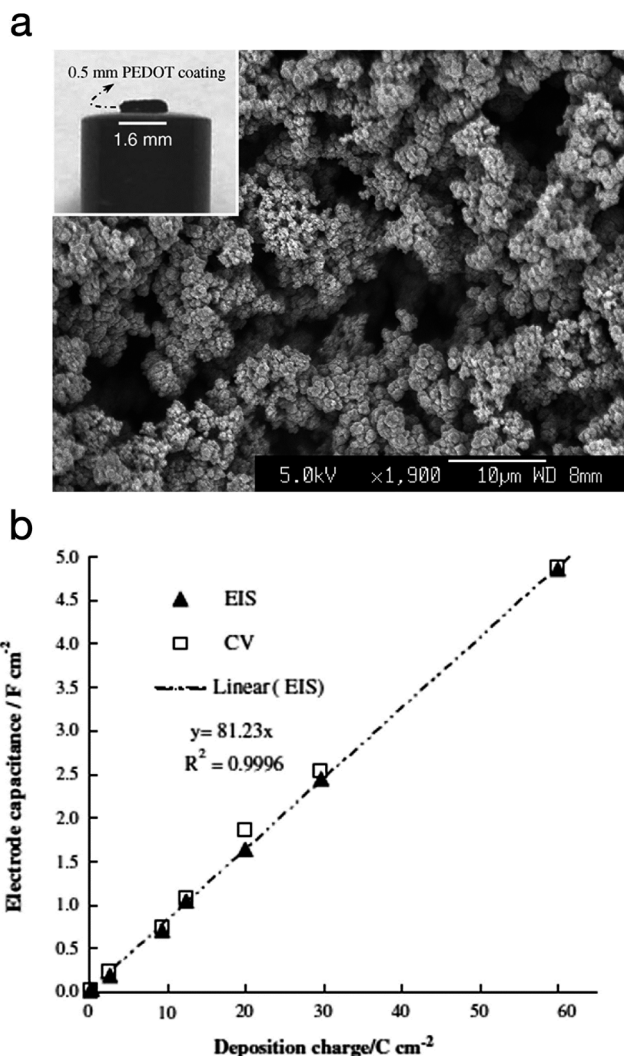 a
0.5 mm PEDOT coating
1.6 mm
5.0kV ×1,900 10µm WD 8mm
b
5.0
4.5
4.0
3.5
3.0
2.5
2.0
1.5
1.0
0.5
0.0
Electrode capacitance / F cm-2
EIS
CV
Linear( EIS)
y= 81.23x
R2 = 0.9996
0 10 20 30 40 50 60
Deposition charge/C cm-2